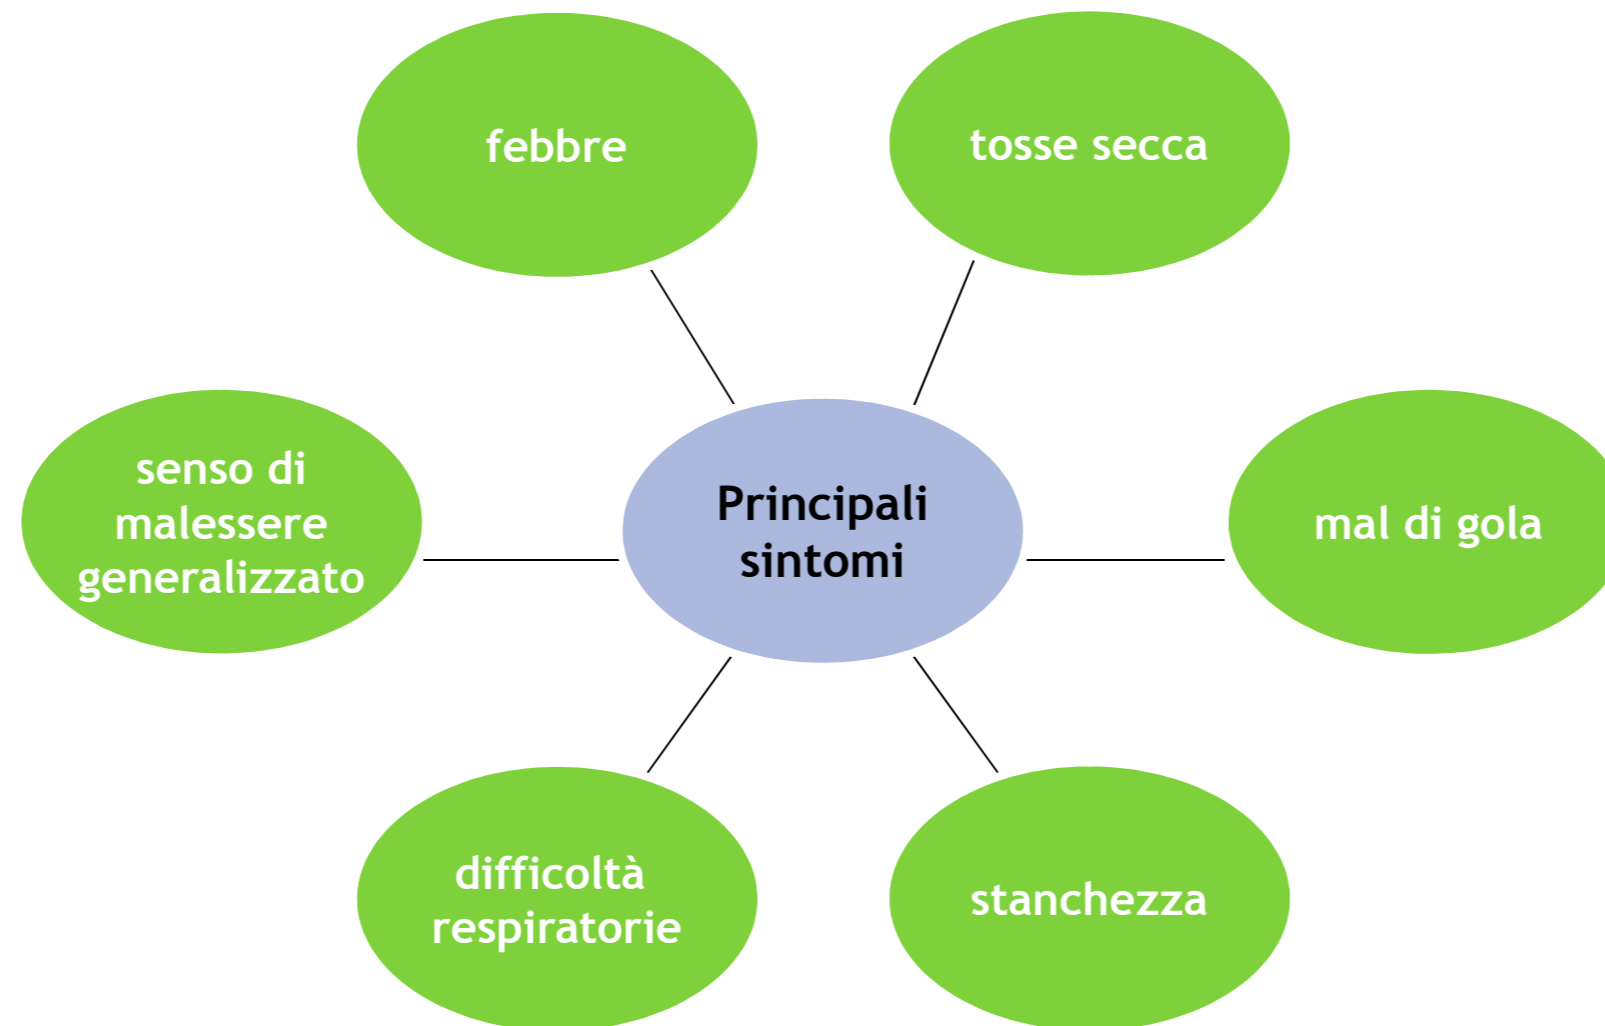 febbre
tosse secca
senso di
malessere
generalizzato
Principali
sintomi
mal di gola
difficoltà
respiratorie
stanchezza